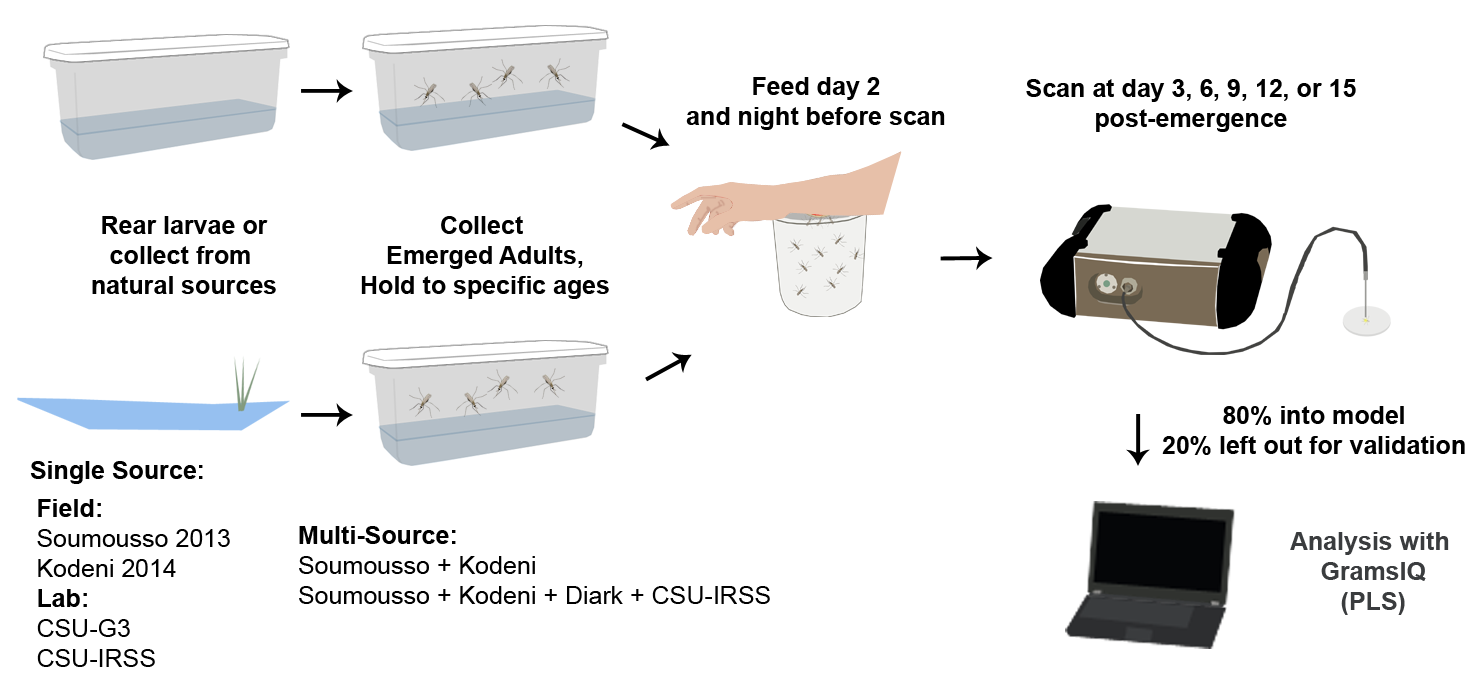 Feed day 2
and night before scan
Scan at day 3, 6, 9, 12, or 15
post-emergence
Rear larvae or
collect from
natural sources
Collect
Emerged Adults,
Hold to specific ages
80% into model
20% left out for validation
Single Source:
Field:
Soumousso 2013
Kodeni 2014
Lab:
CSU-G3
CSU-IRSS
Multi-Source:
Soumousso + Kodeni
Soumousso + Kodeni + Diark + CSU-IRSS
Analysis with
GramsIQ
(PLS)